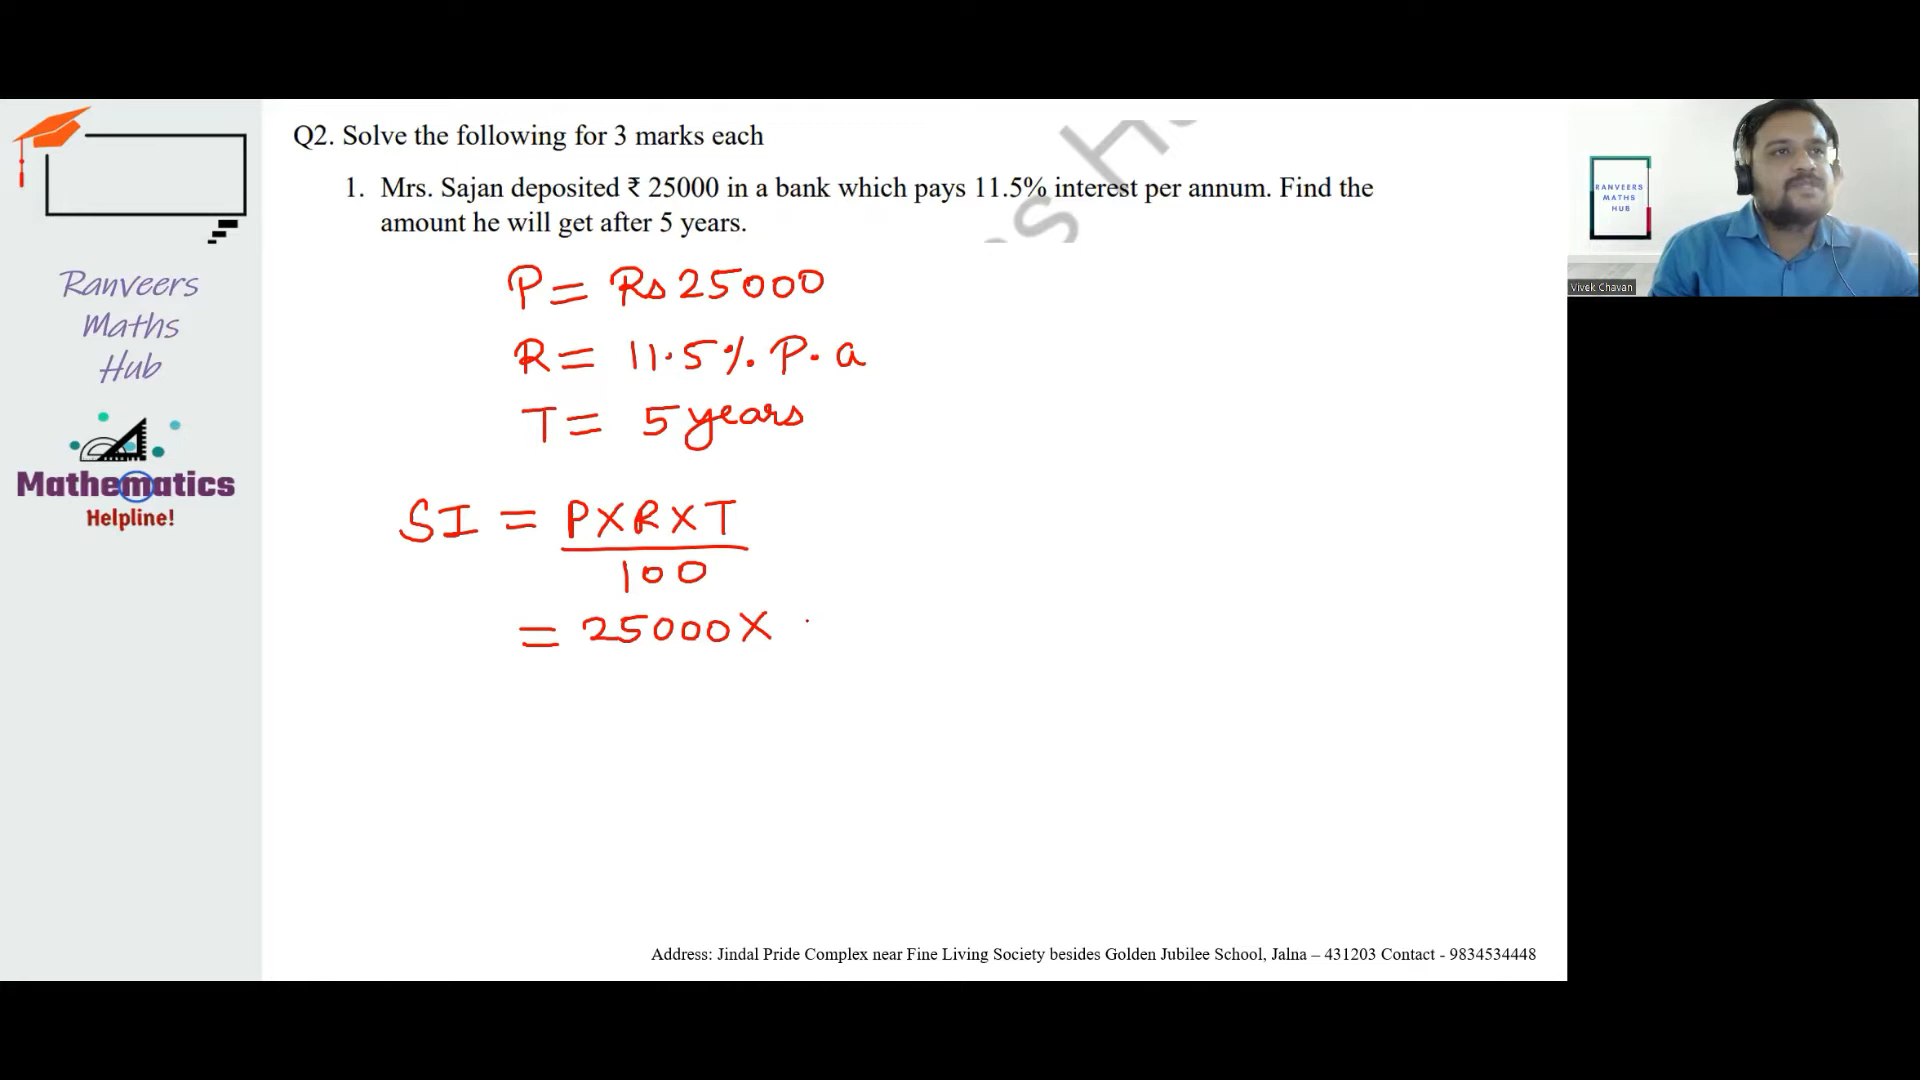 Q2. Solve the following for 3 marks each
1. Mrs. Sajan deposited ₹ 25000 in a bank which pays 11.5% interest per annum. Find the
amount he will get after 5 years.
P = Rs 25000
R = 11.5% P.a
T = 5 years
SI = P×R×T
100
= 25000×
Ranveers
Maths
Hub
Mathematics
Helpline!
RANVEERS
MATHS
HUB
Vivek Chavan
Address: Jindal Pride Complex near Fine Living Society besides Golden Jubilee School, Jalna – 431203 Contact - 9834534448